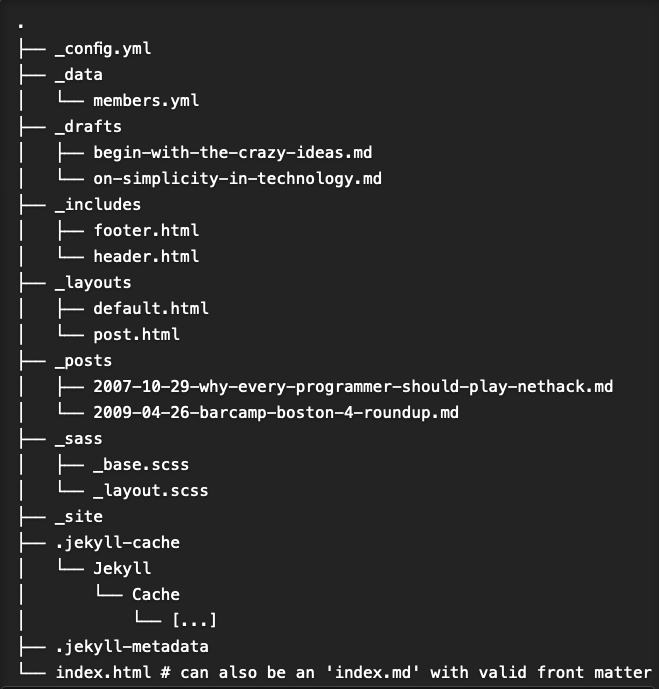 .
├── _config.yml
├── _data
│   └── members.yml
├── _drafts
│   ├── begin-with-the-crazy-ideas.md
│   └── on-simplicity-in-technology.md
├── _includes
│   ├── footer.html
│   └── header.html
├── _layouts
│   ├── default.html
│   └── post.html
├── _posts
│   ├── 2007-10-29-why-every-programmer-should-play-nethack.md
│   └── 2009-04-26-barcamp-boston-4-roundup.md
├── _sass
│   ├── _base.scss
│   └── _layout.scss
├── _site
├── .jekyll-cache
│   └── Jekyll
│       └── Cache
│           └── [...]
├── .jekyll-metadata
└── index.html # can also be an 'index.md' with valid front matter